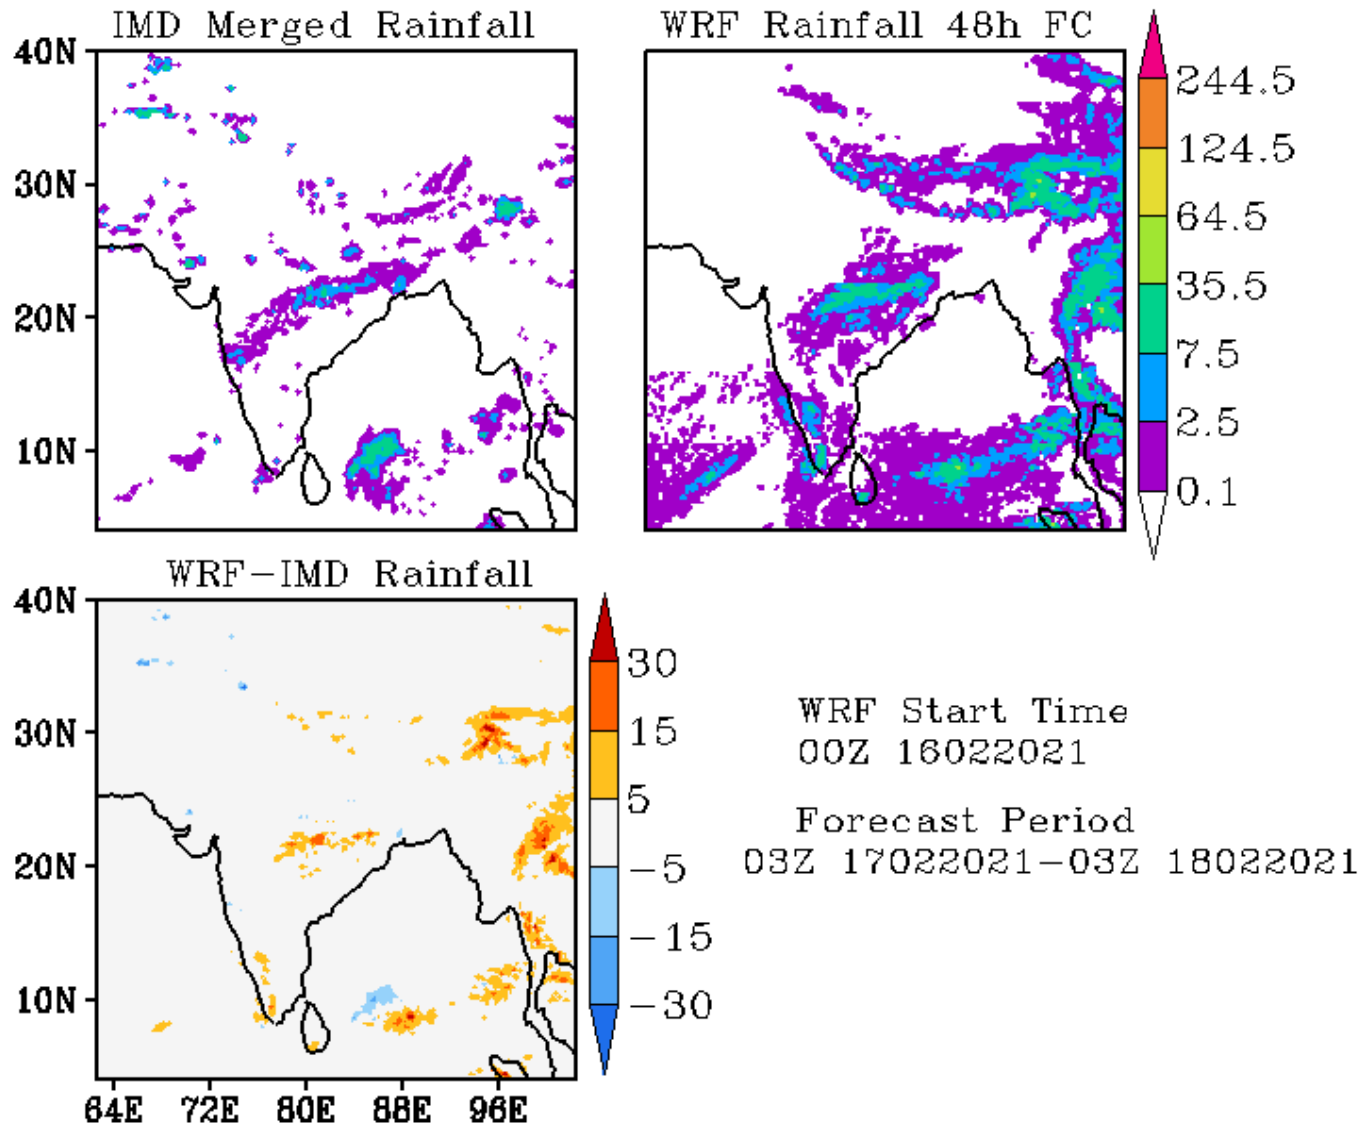 IMD Merged Rainfall
WRF Rainfall 48h FC
40N
30N
20N
10N
244.5
124.5
64.5
35.5
7.5
2.5
0.1
WRF-IMD Rainfall
40N
30N
20N
10N
64E 72E 80E 88E 96E
30
15
5
-5
-15
-30
WRF Start Time
00Z 16022021
Forecast Period
03Z 17022021-03Z 18022021